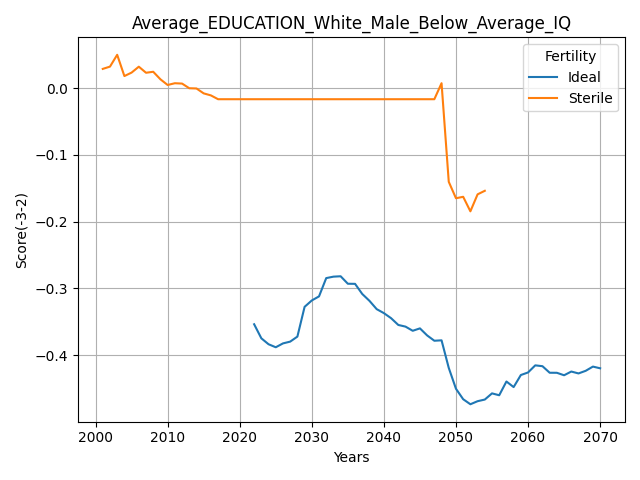 Average_EDUCATION_White_Male_Below_Average_IQ
Fertility
Ideal
Sterile
Score(-3-2)
0.0
−0.1
−0.2
−0.3
−0.4
2000 2010 2020 2030 2040 2050 2060 2070
Years